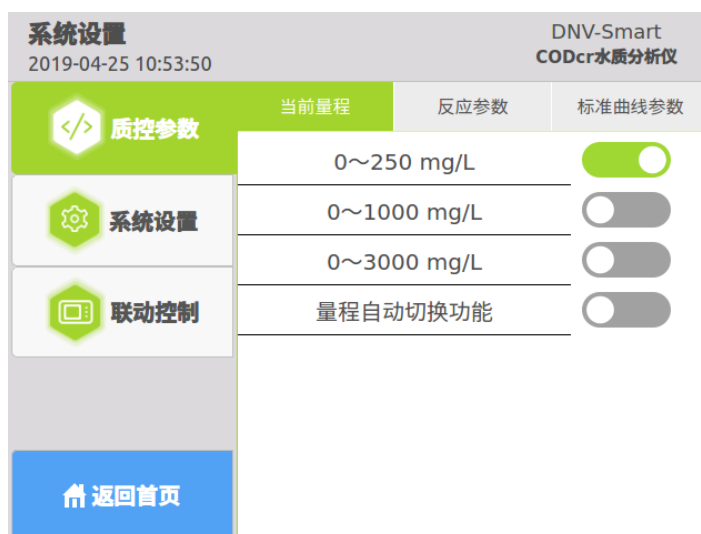 系统设置
2019-04-25 10:53:50
DNV-Smart
CODcr水质分析仪
</> 质控参数
系统设置
联动控制
返回首页
当前量程 反应参数 标准曲线参数
0～250 mg/L
0～1000 mg/L
0～3000 mg/L
量程自动切换功能